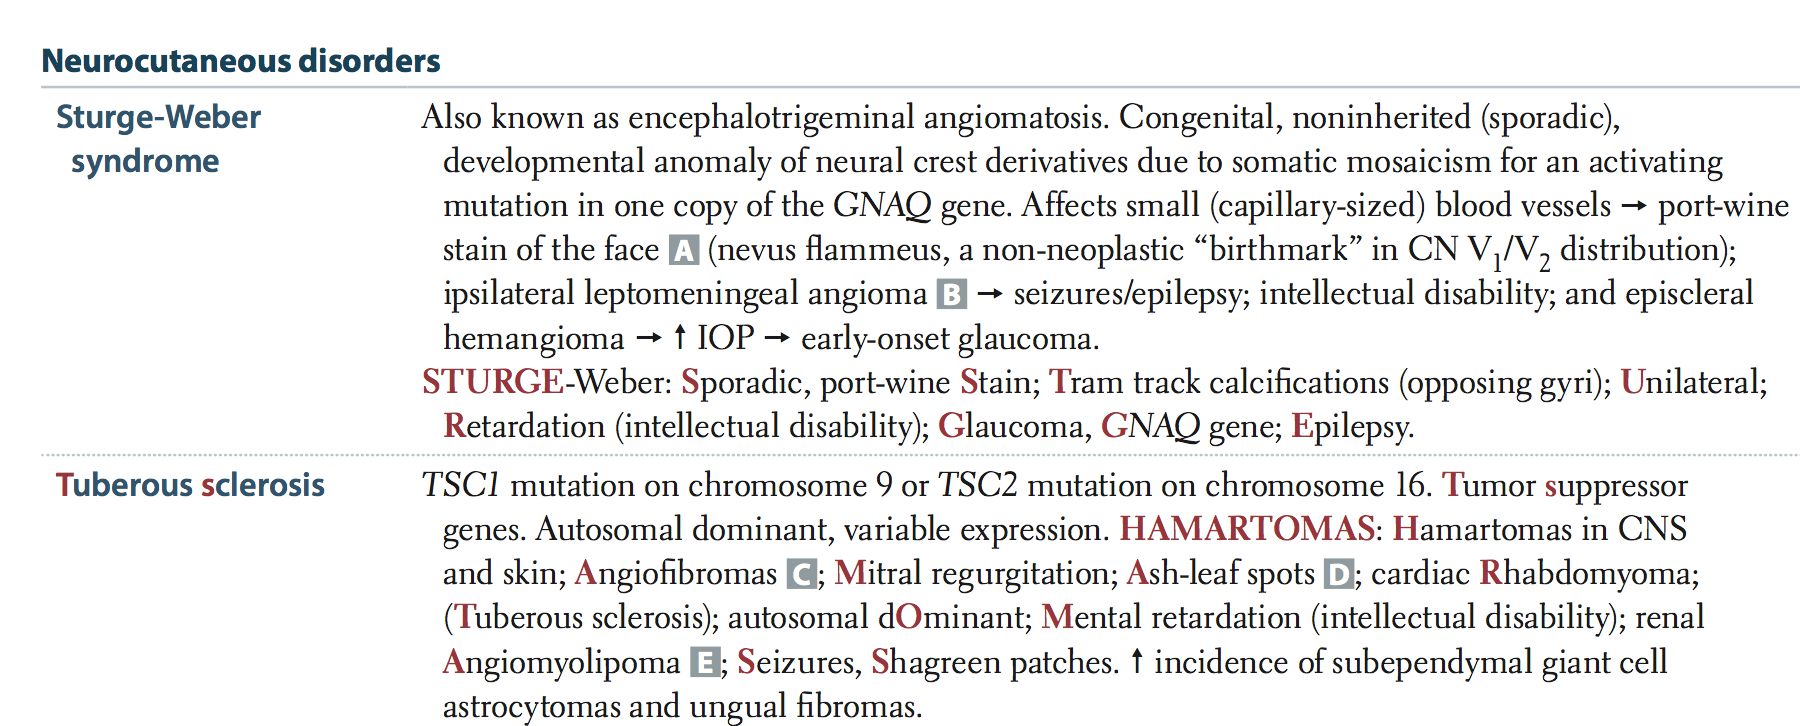 Neurocutaneous disorders
Sturge-Weber
syndrome
Also known as encephalotrigeminal angiomatosis. Congenital, noninherited (sporadic),
developmental anomaly of neural crest derivatives due to somatic mosaicism for an activating
mutation in one copy of the GNAQ gene. Affects small (capillary-sized) blood vessels → port-wine
stain of the face A (nevus flammeus, a non-neoplastic “birthmark” in CN V₁/V₂ distribution);
ipsilateral leptomeningeal angioma B → seizures/epilepsy; intellectual disability; and episcleral
hemangioma → ↑ IOP → early-onset glaucoma.
STURGE-Weber: Sporadic, port-wine Stain; Tram track calcifications (opposing gyri); Unilateral;
Retardation (intellectual disability); Glaucoma, GNAQ gene; Epilepsy.
Tuberous sclerosis
TSC1 mutation on chromosome 9 or TSC2 mutation on chromosome 16. Tumor suppressor
genes. Autosomal dominant, variable expression. HAMARTOMAS: Hamartomas in CNS
and skin; Angiofibromas C; Mitral regurgitation; Ash-leaf spots D; cardiac Rhabdomyoma;
(Tuberous sclerosis); autosomal dOminant; Mental retardation (intellectual disability); renal
Angiomyolipoma E; Seizures, Shagreen patches. ↑ incidence of subependymal giant cell
astrocytomas and ungual fibromas.